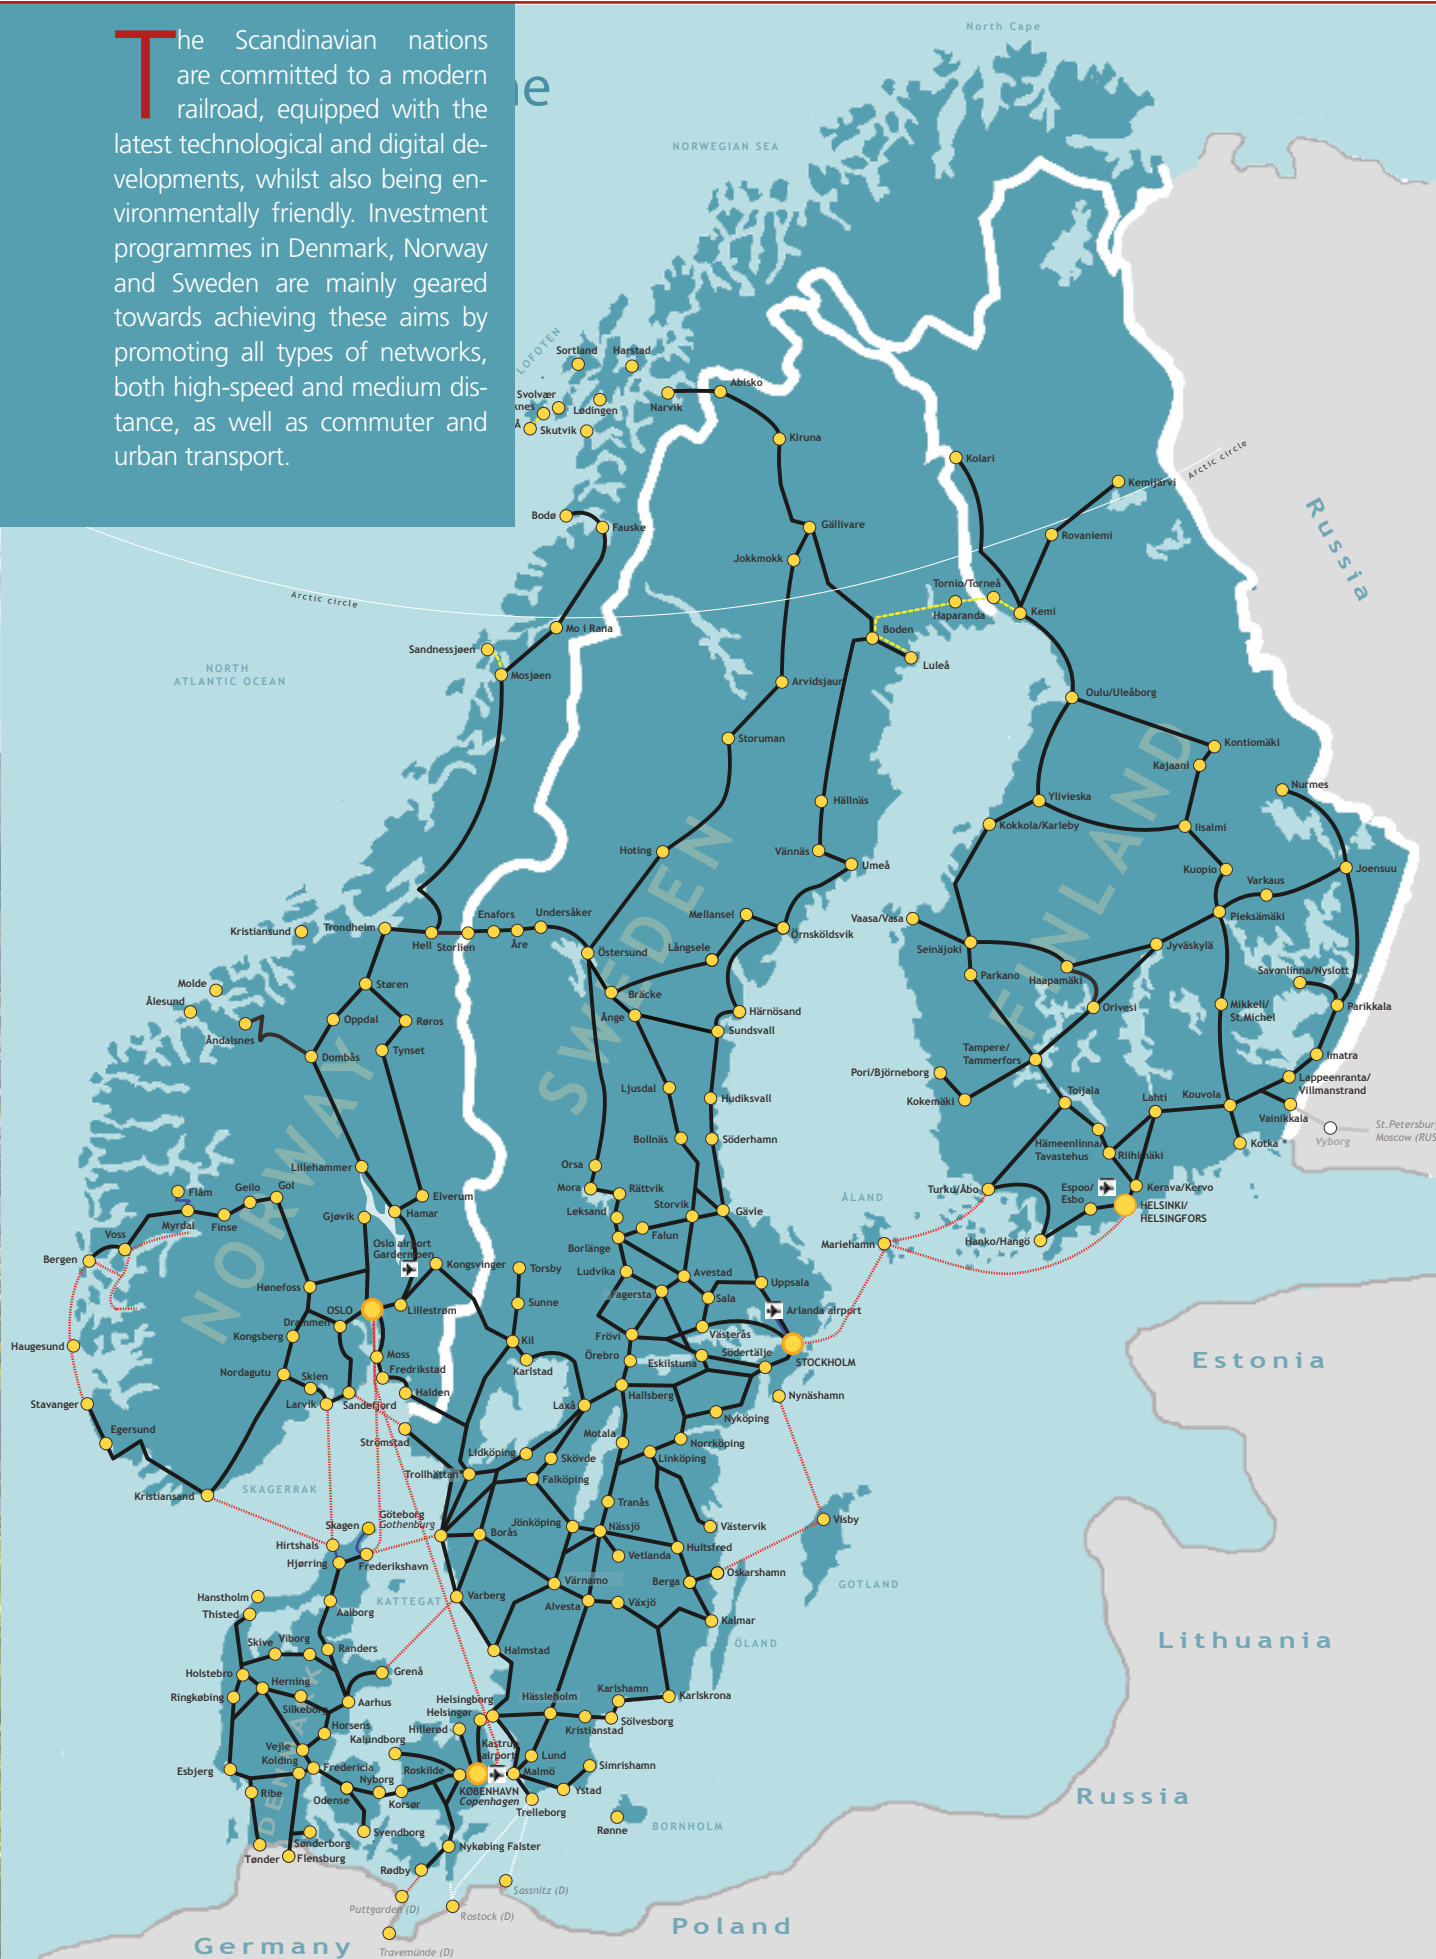 The Scandinavian nations
are committed to a modern
railroad, equipped with the
latest technological and digital de-
velopments, whilst also being en-
vironmentally friendly. Investment
programmes in Denmark, Norway
and Sweden are mainly geared
towards achieving these aims by
promoting all types of networks,
both high-speed and medium dis-
tance, as well as commuter and
urban transport.
North Cape
NORWEGIAN SEA
LOFOTEN
Sortland
Harstad
Svolvær
Lødingen
Å
Skutvik
Narvik
Abisko
Kiruna
Kolari
Kemijärvi
Arctic circle
Russia
Bodø
Fauske
Gällivare
Rovaniemi
Jokkmokk
Tornio/Torneå
Haparanda
Kemi
Arctic circle
Mo i Rana
Boden
Luleå
Sandnessjøen
Mosjøen
NORTH
ATLANTIC OCEAN
Arvidsjaur
Oulu/Uleåborg
Storuman
Kontiomäki
Kajaani
Nurmes
Hällnäs
Ylivieska
Kokkola/Karleby
Iisalmi
FINLAND
Hoting
Vännäs
Umeå
Kuopio
Joensuu
Varkaus
SWEDEN
Kristiansund
Trondheim
Hell
Storlien
Enafors
Åre
Undersåker
Mellansel
Örnsköldsvik
Vaasa/Vasa
Pieksämäki
Östersund
Långsele
Seinäjoki
Jyväskylä
Molde
Støren
Bräcke
Parkano
Haapamäki
Savonlinna/Nyslott
Ålesund
Åndalsnes
Oppdal
Røros
Ånge
Härnösand
Sundsvall
Orivesi
Mikkeli/
St.Michel
Parikkala
Dombås
Tynset
Tampere/
Tammerfors
Imatra
Ljusdal
Hudiksvall
Pori/Björneborg
Kokemäki
Toijala
Lahti
Kouvola
Lappeenranta/
Villmanstrand
Vainikkala
St.Petersbur
Moscow (RUS
Vyborg
NORWAY
Bollnäs
Söderhamn
Hämeenlinna/
Tavastehus
Riihimäki
Kotka
Lillehammer
Orsa
Mora
Rättvik
Flåm
Geilo
Gol
Elverum
Hamar
Leksand
Storvik
Gävle
ÅLAND
Turku/Åbo
Espoo/
Esbo
Kerava/Kervo
HELSINKI/
HELSINGFORS
Myrdal
Finse
Gjøvik
Falun
Voss
Bergen
Oslo airport
Gardermoen
Kongsvinger
Borlänge
Mariehamn
Hanko/Hangö
Torsby
Ludvika
Avestad
Uppsala
Hønefoss
Fagersta
Sala
Sunne
Arlanda airport
OSLO
Lillestrøm
Drammen
Kongsberg
Kil
Frövi
Västerås
Haugesund
Moss
Karlstad
Örebro
Eskilstuna
Södertälje
STOCKHOLM
Estonia
Nordagutu
Skien
Fredrikstad
Larvik
Sandefjord
Halden
Hallsberg
Nynäshamn
Stavanger
Laxå
Nyköping
Egersund
Strömstad
Motala
Norrköping
Lidköping
Skövde
Linköping
Trollhättan
Falköping
Kristiansand
SKAGERRAK
Tranås
Skagen
Göteborg
Gothenburg
Jönköping
Nässjö
Västervik
Visby
Hirtshals
Borås
Hjørring
Frederikshavn
Vetlanda
Hultsfred
Oskarshamn
Värnamo
Berga
GOTLAND
Hanstholm
KATTEGAT
Varberg
Thisted
Aalborg
Alvesta
Växjö
Kalmar
Skive
Viborg
Randers
Halmstad
ÖLAND
Lithuania
Holstebro
Grenå
Herning
Ringkøbing
Silkeborg
Aarhus
Helsingborg
Hässleholm
Karlshamn
Karlskrona
Helsingør
Kristianstad
Sölvesborg
Horsens
Hillerød
Kalundborg
Kastrup
airport
Vejle
Lund
Simrishamn
Kolding
Fredericia
Roskilde
Malmö
Esbjerg
Nyborg
KØBENHAVN
Copenhagen
Ystad
Ribe
Odense
Korsør
Trelleborg
Russia
DENMARK
Rønne
BORNHOLM
Svendborg
Sønderborg
Nykøbing Falster
Tønder
Flensburg
Rødby
Sassnitz (D)
Puttgarden (D)
Rostock (D)
Poland
Germany
Travemünde (D)